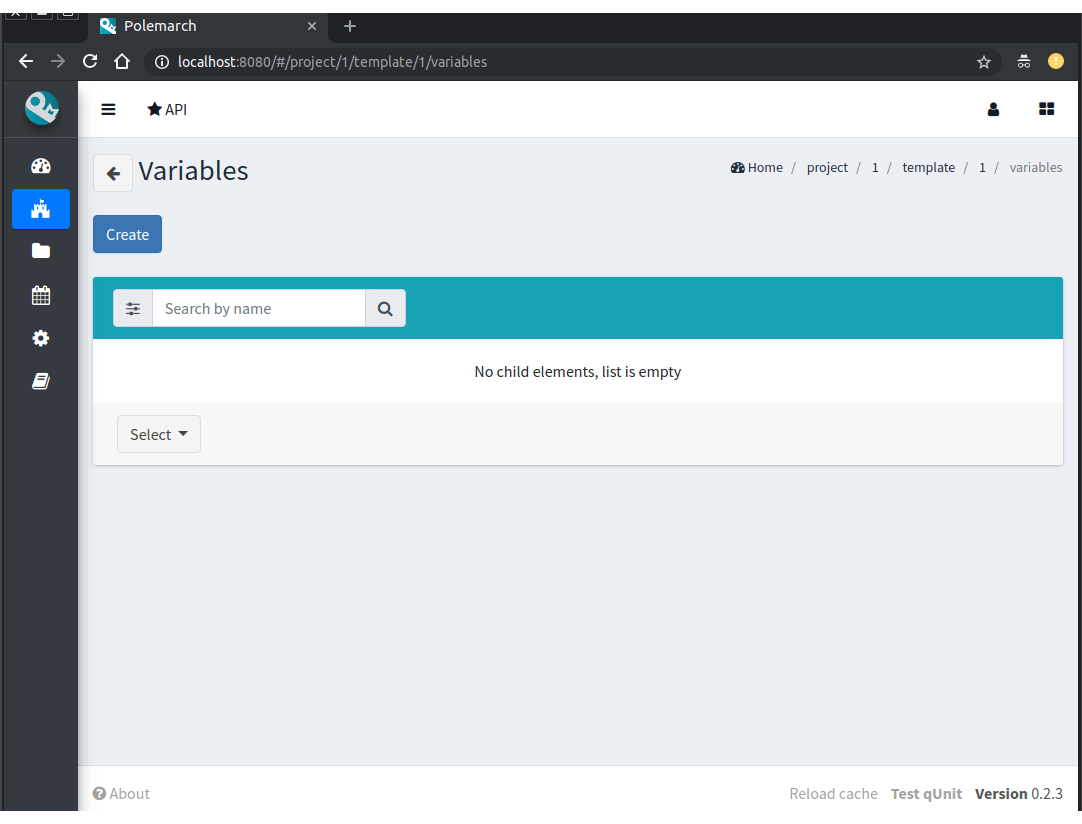 Polemarch
localhost:8080/#/project/1/template/1/variables
API
Variables
Home / project / 1 / template / 1 / variables
Create
Search by name
No child elements, list is empty
Select
About
Reload cache Test qUnit Version 0.2.3